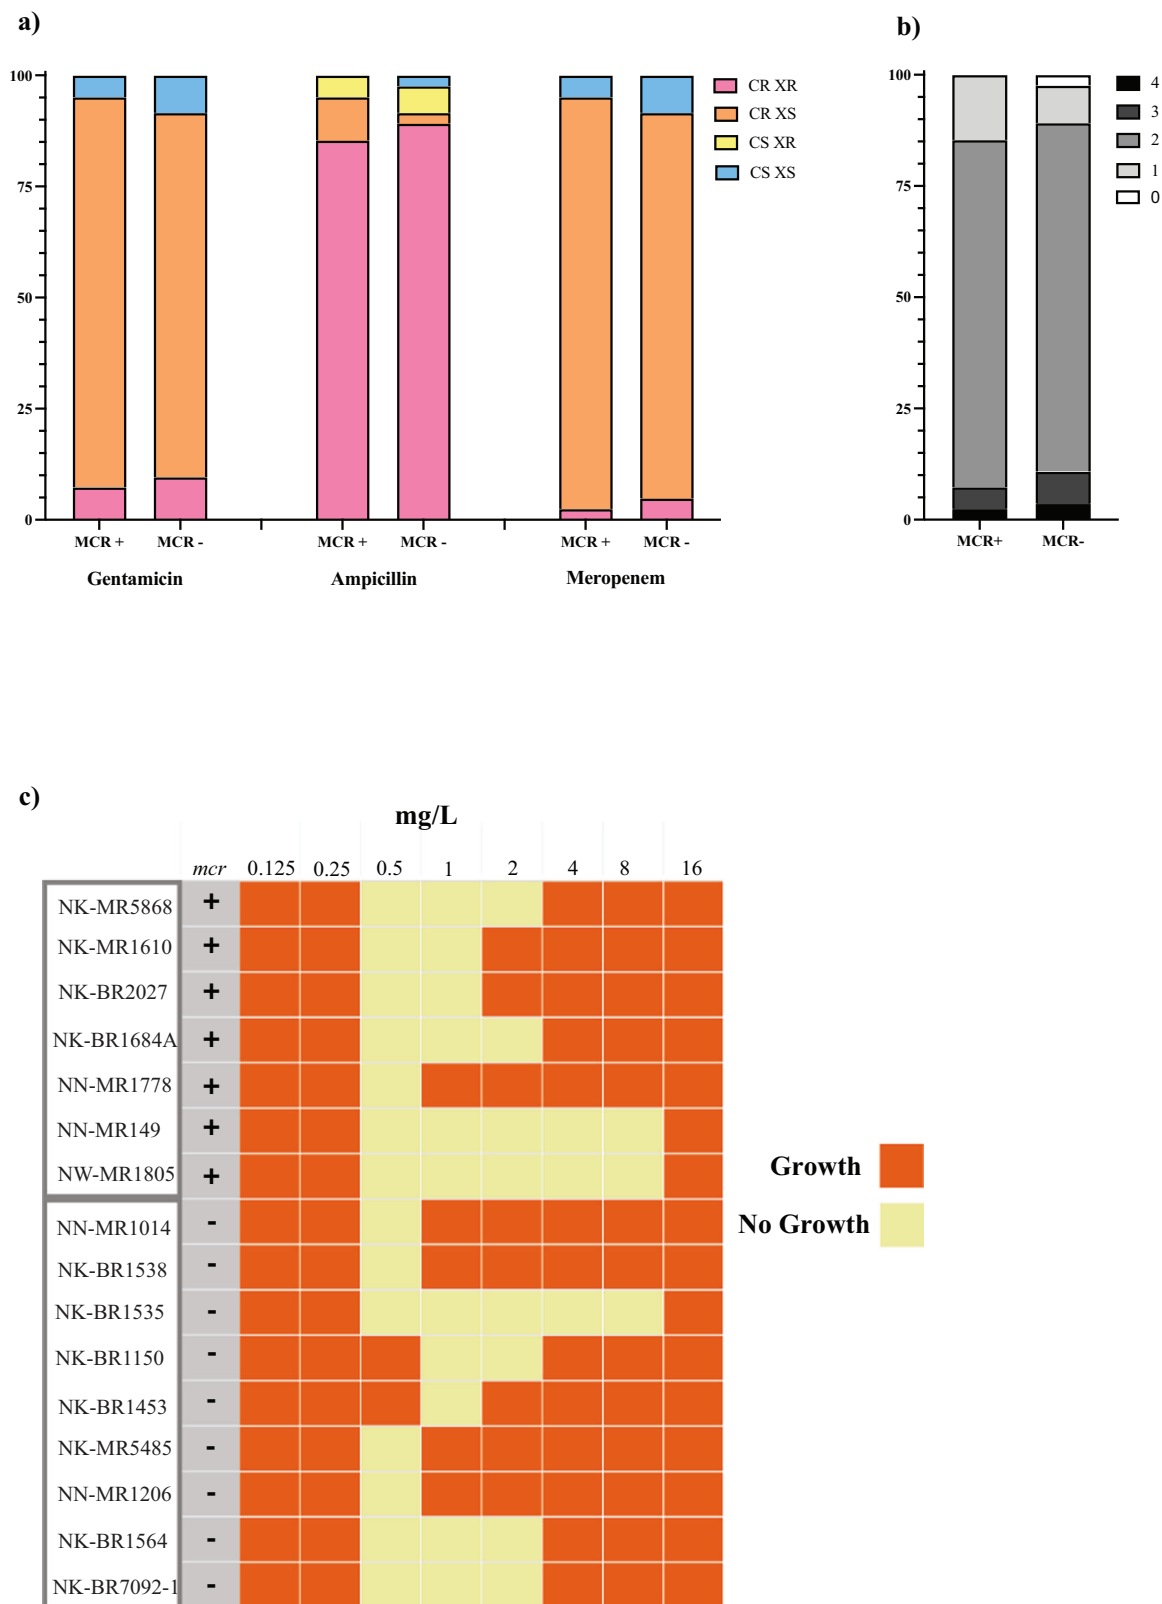 a)
100
75
50
25
0
MCR + MCR - MCR + MCR - MCR + MCR -
Gentamicin Ampicillin Meropenem
CR XR
CR XS
CS XR
CS XS
b)
100
75
50
25
0
MCR+ MCR-
4
3
2
1
0
c)
mg/L
mcr 0.125 0.25 0.5 1 2 4 8 16
NK-MR5868 +
NK-MR1610 +
NK-BR2027 +
NK-BR1684A +
NN-MR1778 +
NN-MR149 +
NW-MR1805 +
NN-MR1014 -
NK-BR1538 -
NK-BR1535 -
NK-BR1150 -
NK-BR1453 -
NK-MR5485 -
NN-MR1206 -
NK-BR1564 -
NK-BR7092-1 -
Growth
No Growth